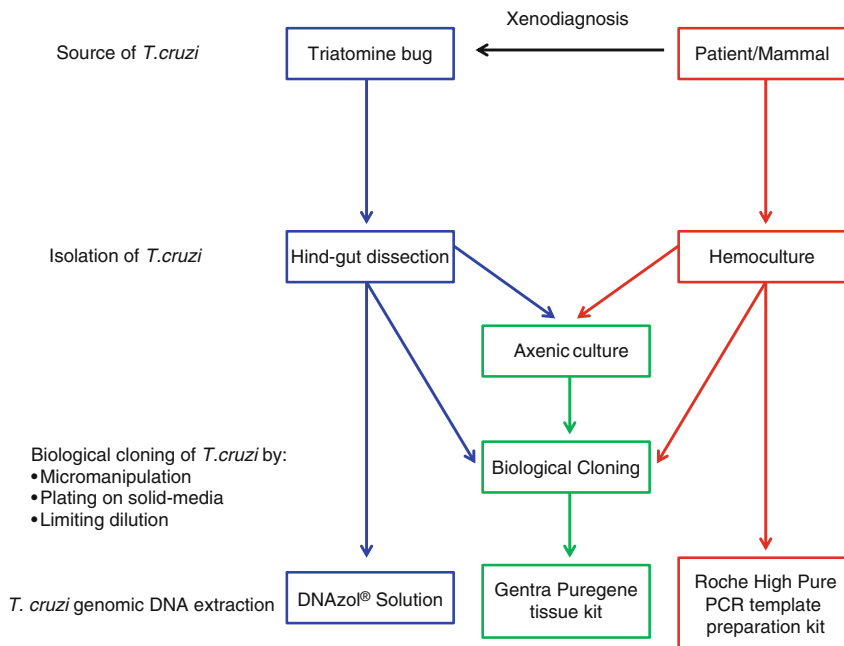 Xenodiagnosis
Source of T.cruzi
Triatomine bug
Patient/Mammal
Isolation of T.cruzi
Hind-gut dissection
Hemoculture
Axenic culture
Biological cloning of T.cruzi by:
•Micromanipulation
•Plating on solid-media
•Limiting dilution
Biological Cloning
T. cruzi genomic DNA extraction
DNAzol® Solution
Gentra Puregene
tissue kit
Roche High Pure
PCR template
preparation kit